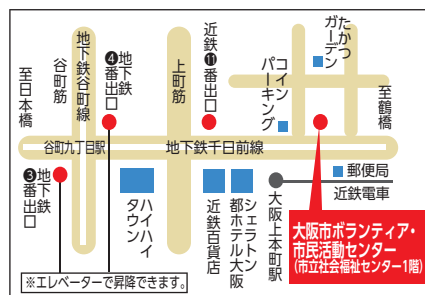 至日本橋
谷町筋
地下鉄谷町線
地下鉄
❹番出口
上町筋
近鉄
⓫番出口
コイン
パーキング
たかつ
ガーデン
至鶴橋
谷町九丁目駅
地下鉄千日前線
地下鉄
❸番出口
ハイハイ
タウン
近鉄百貨店
シェラトン
都ホテル大阪
大阪上本町駅
郵便局
近鉄電車
大阪市ボランティア・
市民活動センター
(市立社会福祉センター1階)
※エレベーターで昇降できます。